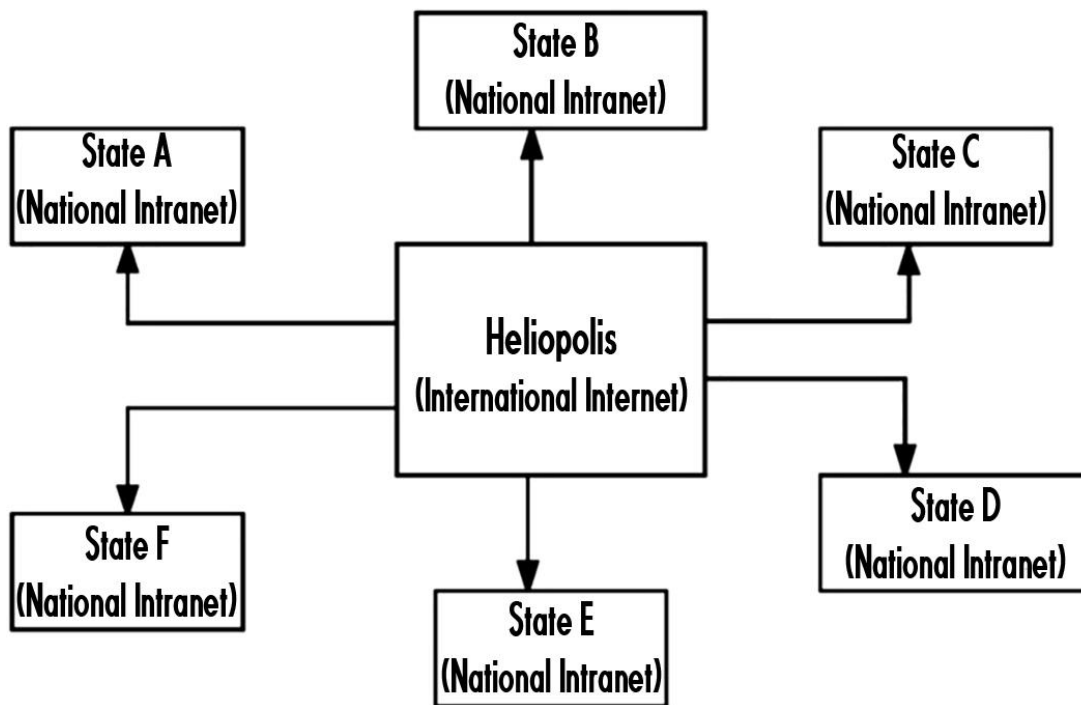 State B
(National Intranet)
State A
(National Intranet)
State C
(National Intranet)
Heliopolis
(International Internet)
State D
(National Intranet)
State F
(National Intranet)
State E
(National Intranet)